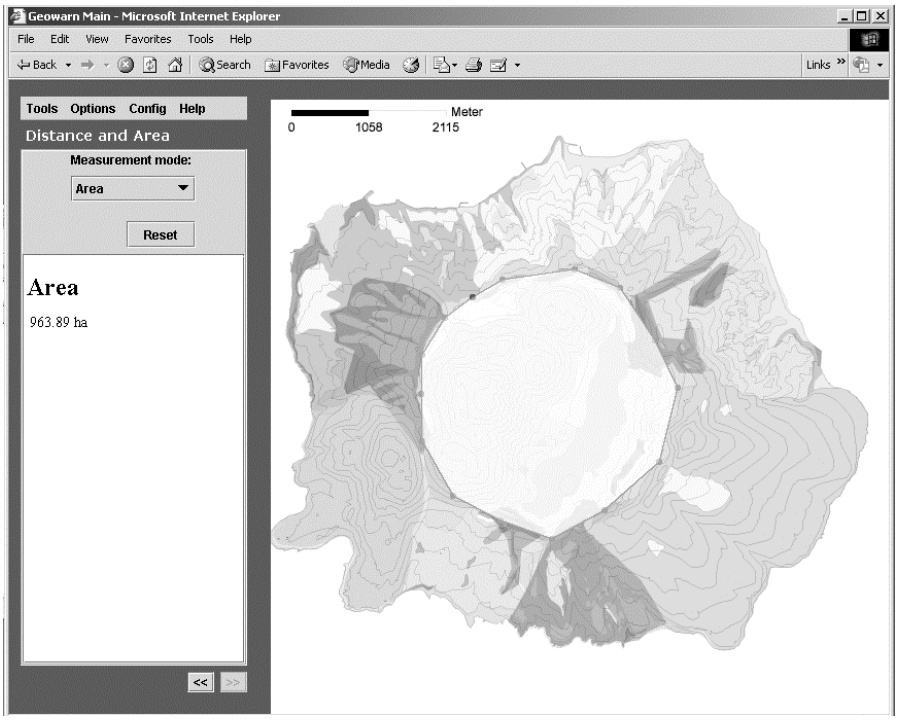 Geowarn Main - Microsoft Internet Explorer
File Edit View Favorites Tools Help
Back Search Favorites Media Links »
Tools Options Config Help
Distance and Area
Measurement mode:
Area
Reset
Area
963.89 ha
<< >>
Meter
0 1058 2115